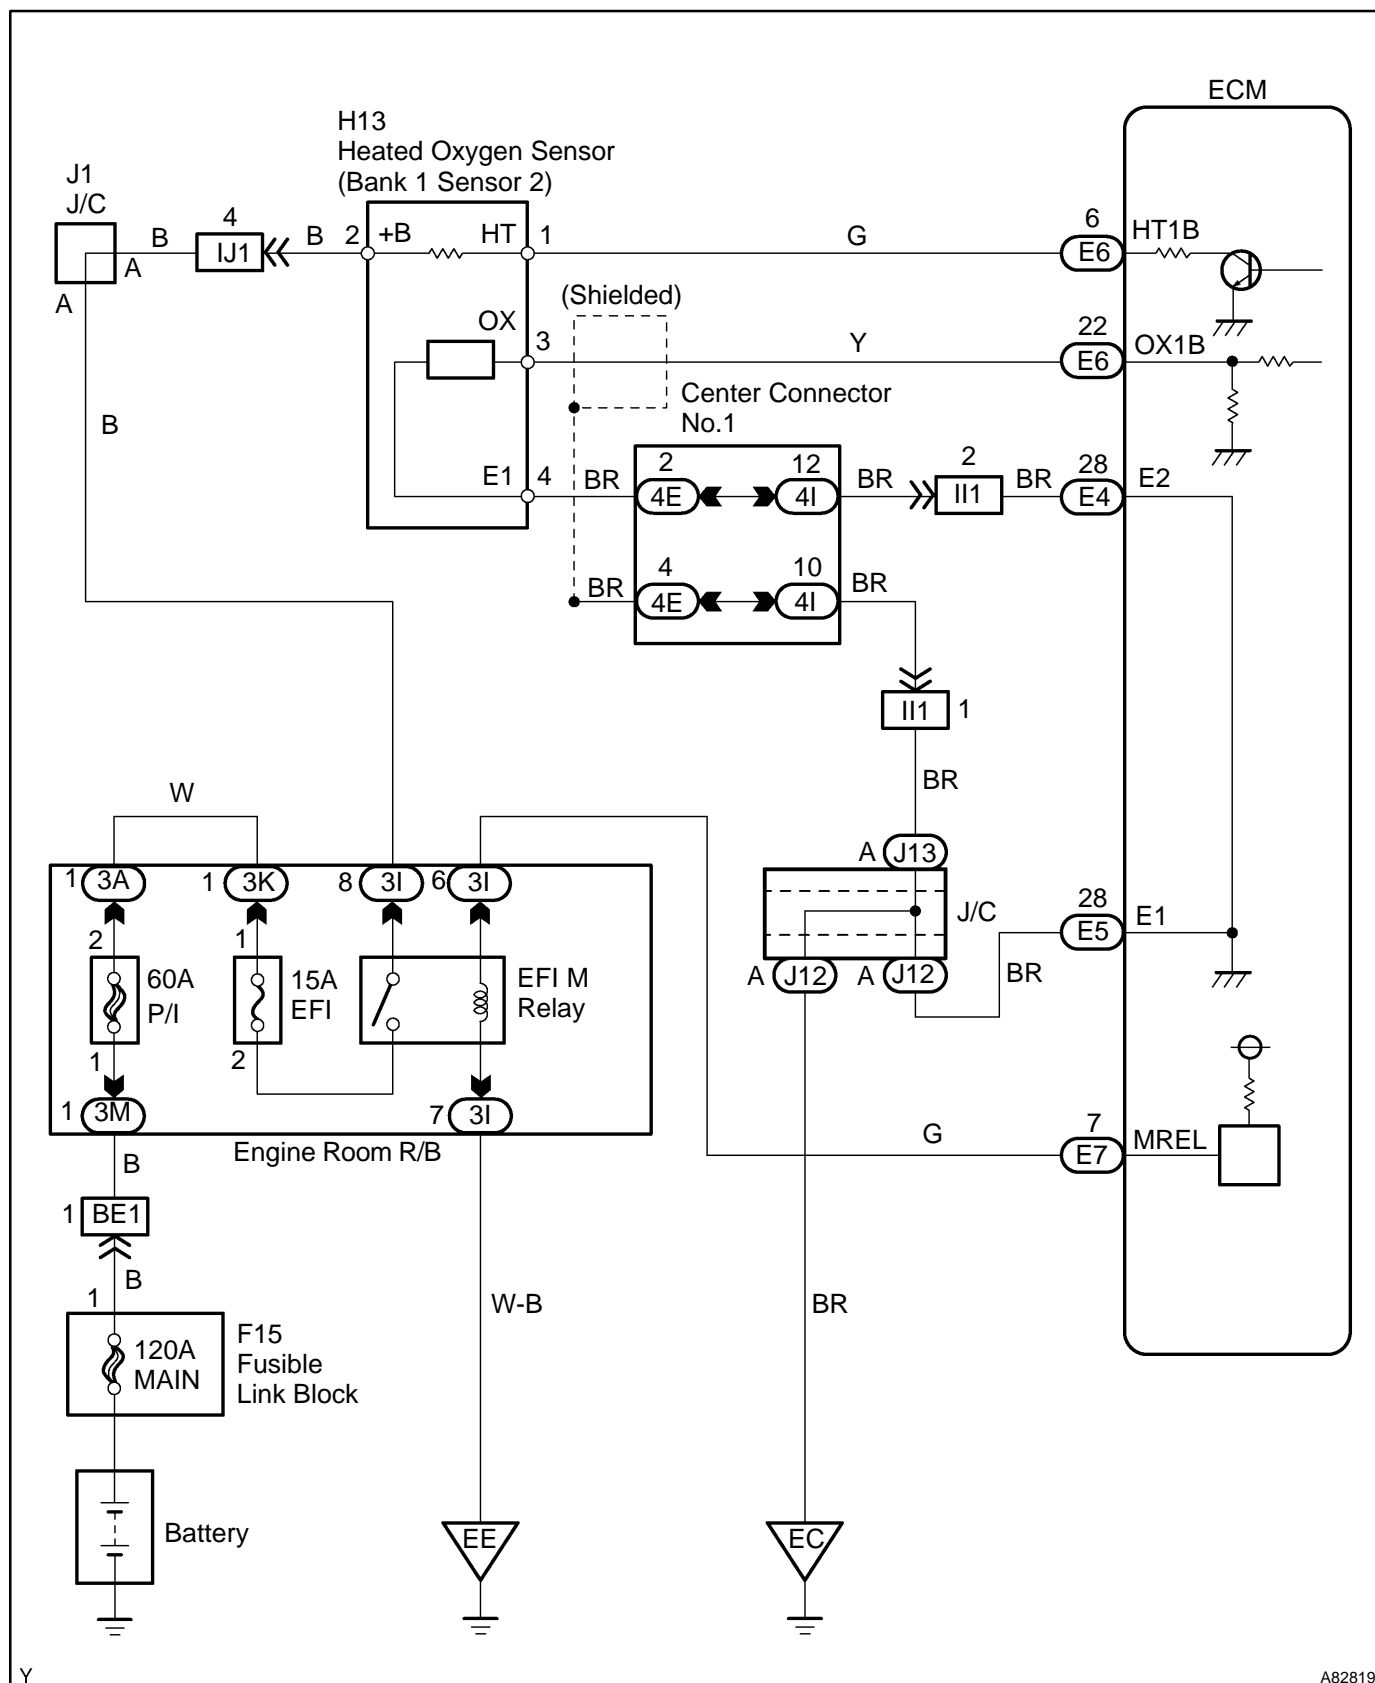 ECM
H13
Heated Oxygen Sensor
(Bank 1 Sensor 2)
J1
J/C
B
A
A
4
IJ1
B
2
+B
HT
1
G
6
E6
HT1B
(Shielded)
OX
3
Y
22
E6
OX1B
Center Connector
No.1
B
E1
4
BR
2
4E
12
4I
BR
2
II1
BR
28
E4
E2
BR
4
4E
10
4I
BR
II1
1
BR
W
A
J13
J/C
1
3A
1
3K
8
3I
6
3I
28
E5
E1
2
60A
P/I
1
1
15A
EFI
2
EFI M
Relay
A
J12
A
J12
BR
1
3M
7
3I
Engine Room R/B
G
7
E7
MREL
B
1
BE1
B
1
120A
MAIN
F15
Fusible
Link Block
W-B
BR
Battery
EE
EC
Y
A82819